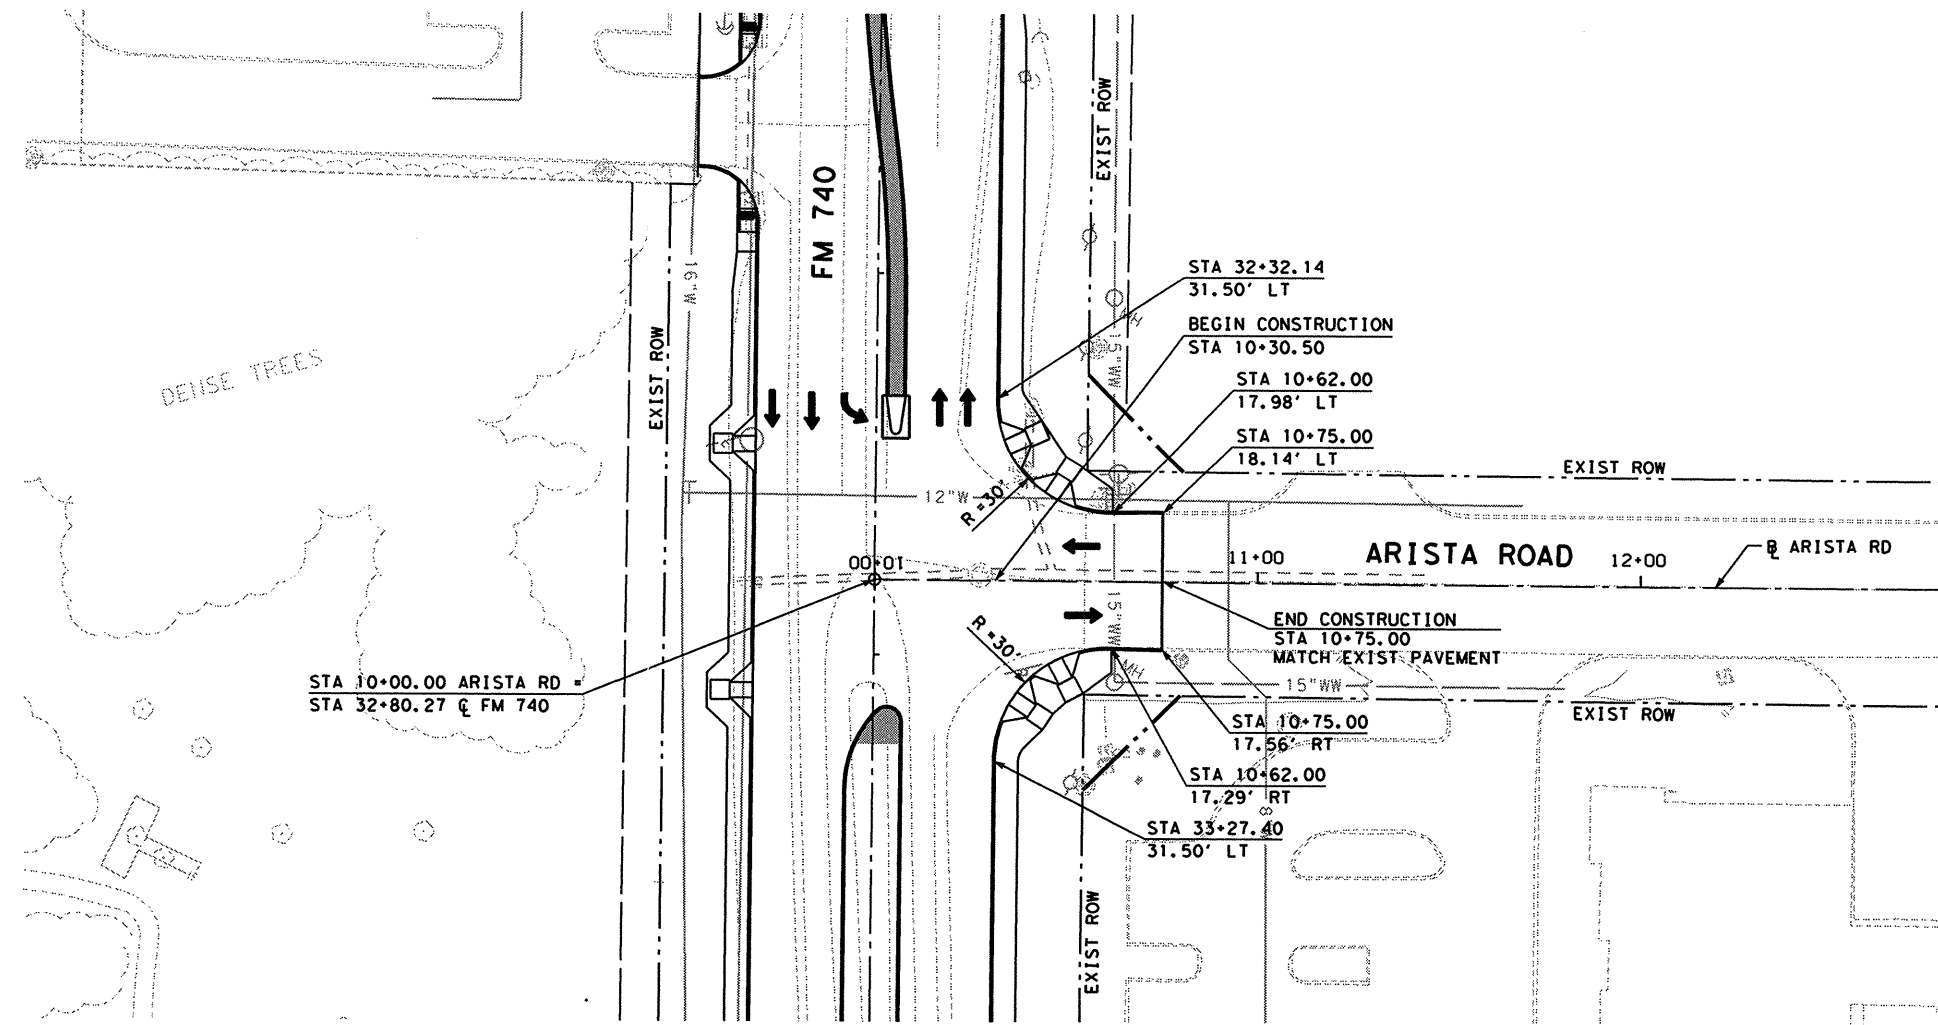 FM 740
EXIST ROW
16"W
DENSE TREES
EXIST ROW
STA 32+32.14
31.50' LT
MH
15"WW
BEGIN CONSTRUCTION
STA 10+30.50
STA 10+62.00
17.98' LT
STA 10+75.00
18.14' LT
EXIST ROW
12"W
R =30'
10+00
11+00
ARISTA ROAD
12+00
℄ ARISTA RD
15"WW
R =30'
END CONSTRUCTION
STA 10+75.00
MATCH EXIST PAVEMENT
MH
15"WW
EXIST ROW
STA 10+00.00 ARISTA RD =
STA 32+80.27 ℄ FM 740
STA 10+75.00
17.56' RT
STA 10+62.00
17.29' RT
STA 33+27.40
31.50' LT
8
EXIST ROW